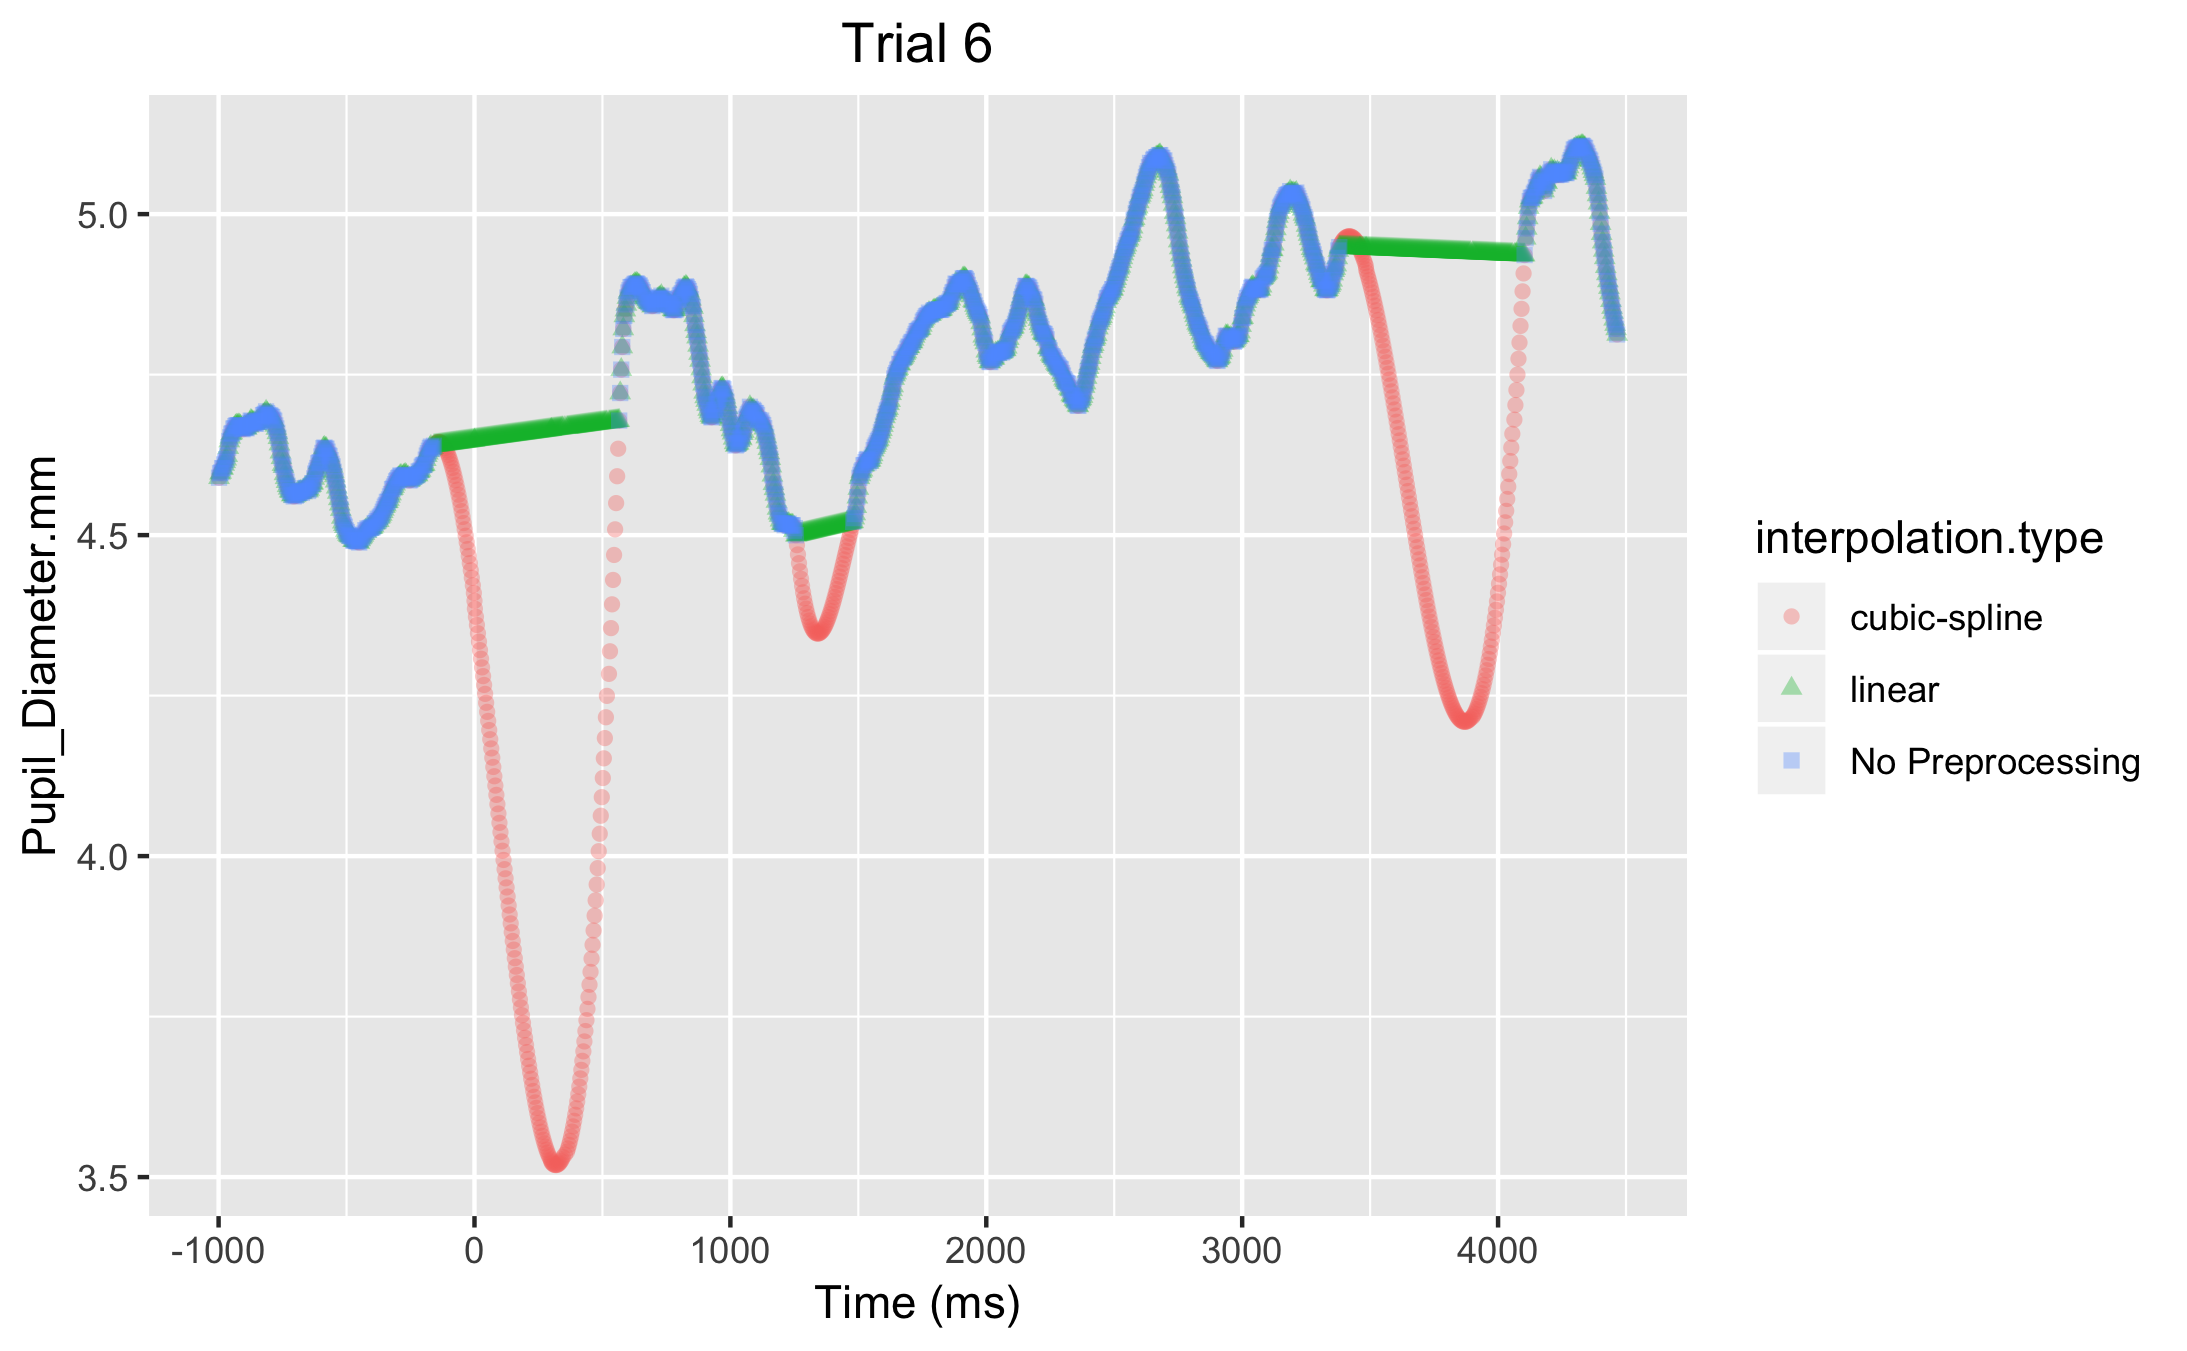 Trial 6
Pupil_Diameter.mm
5.0
4.5
4.0
3.5
-1000
0
1000
2000
3000
4000
Time (ms)
interpolation.type
cubic-spline
linear
No Preprocessing